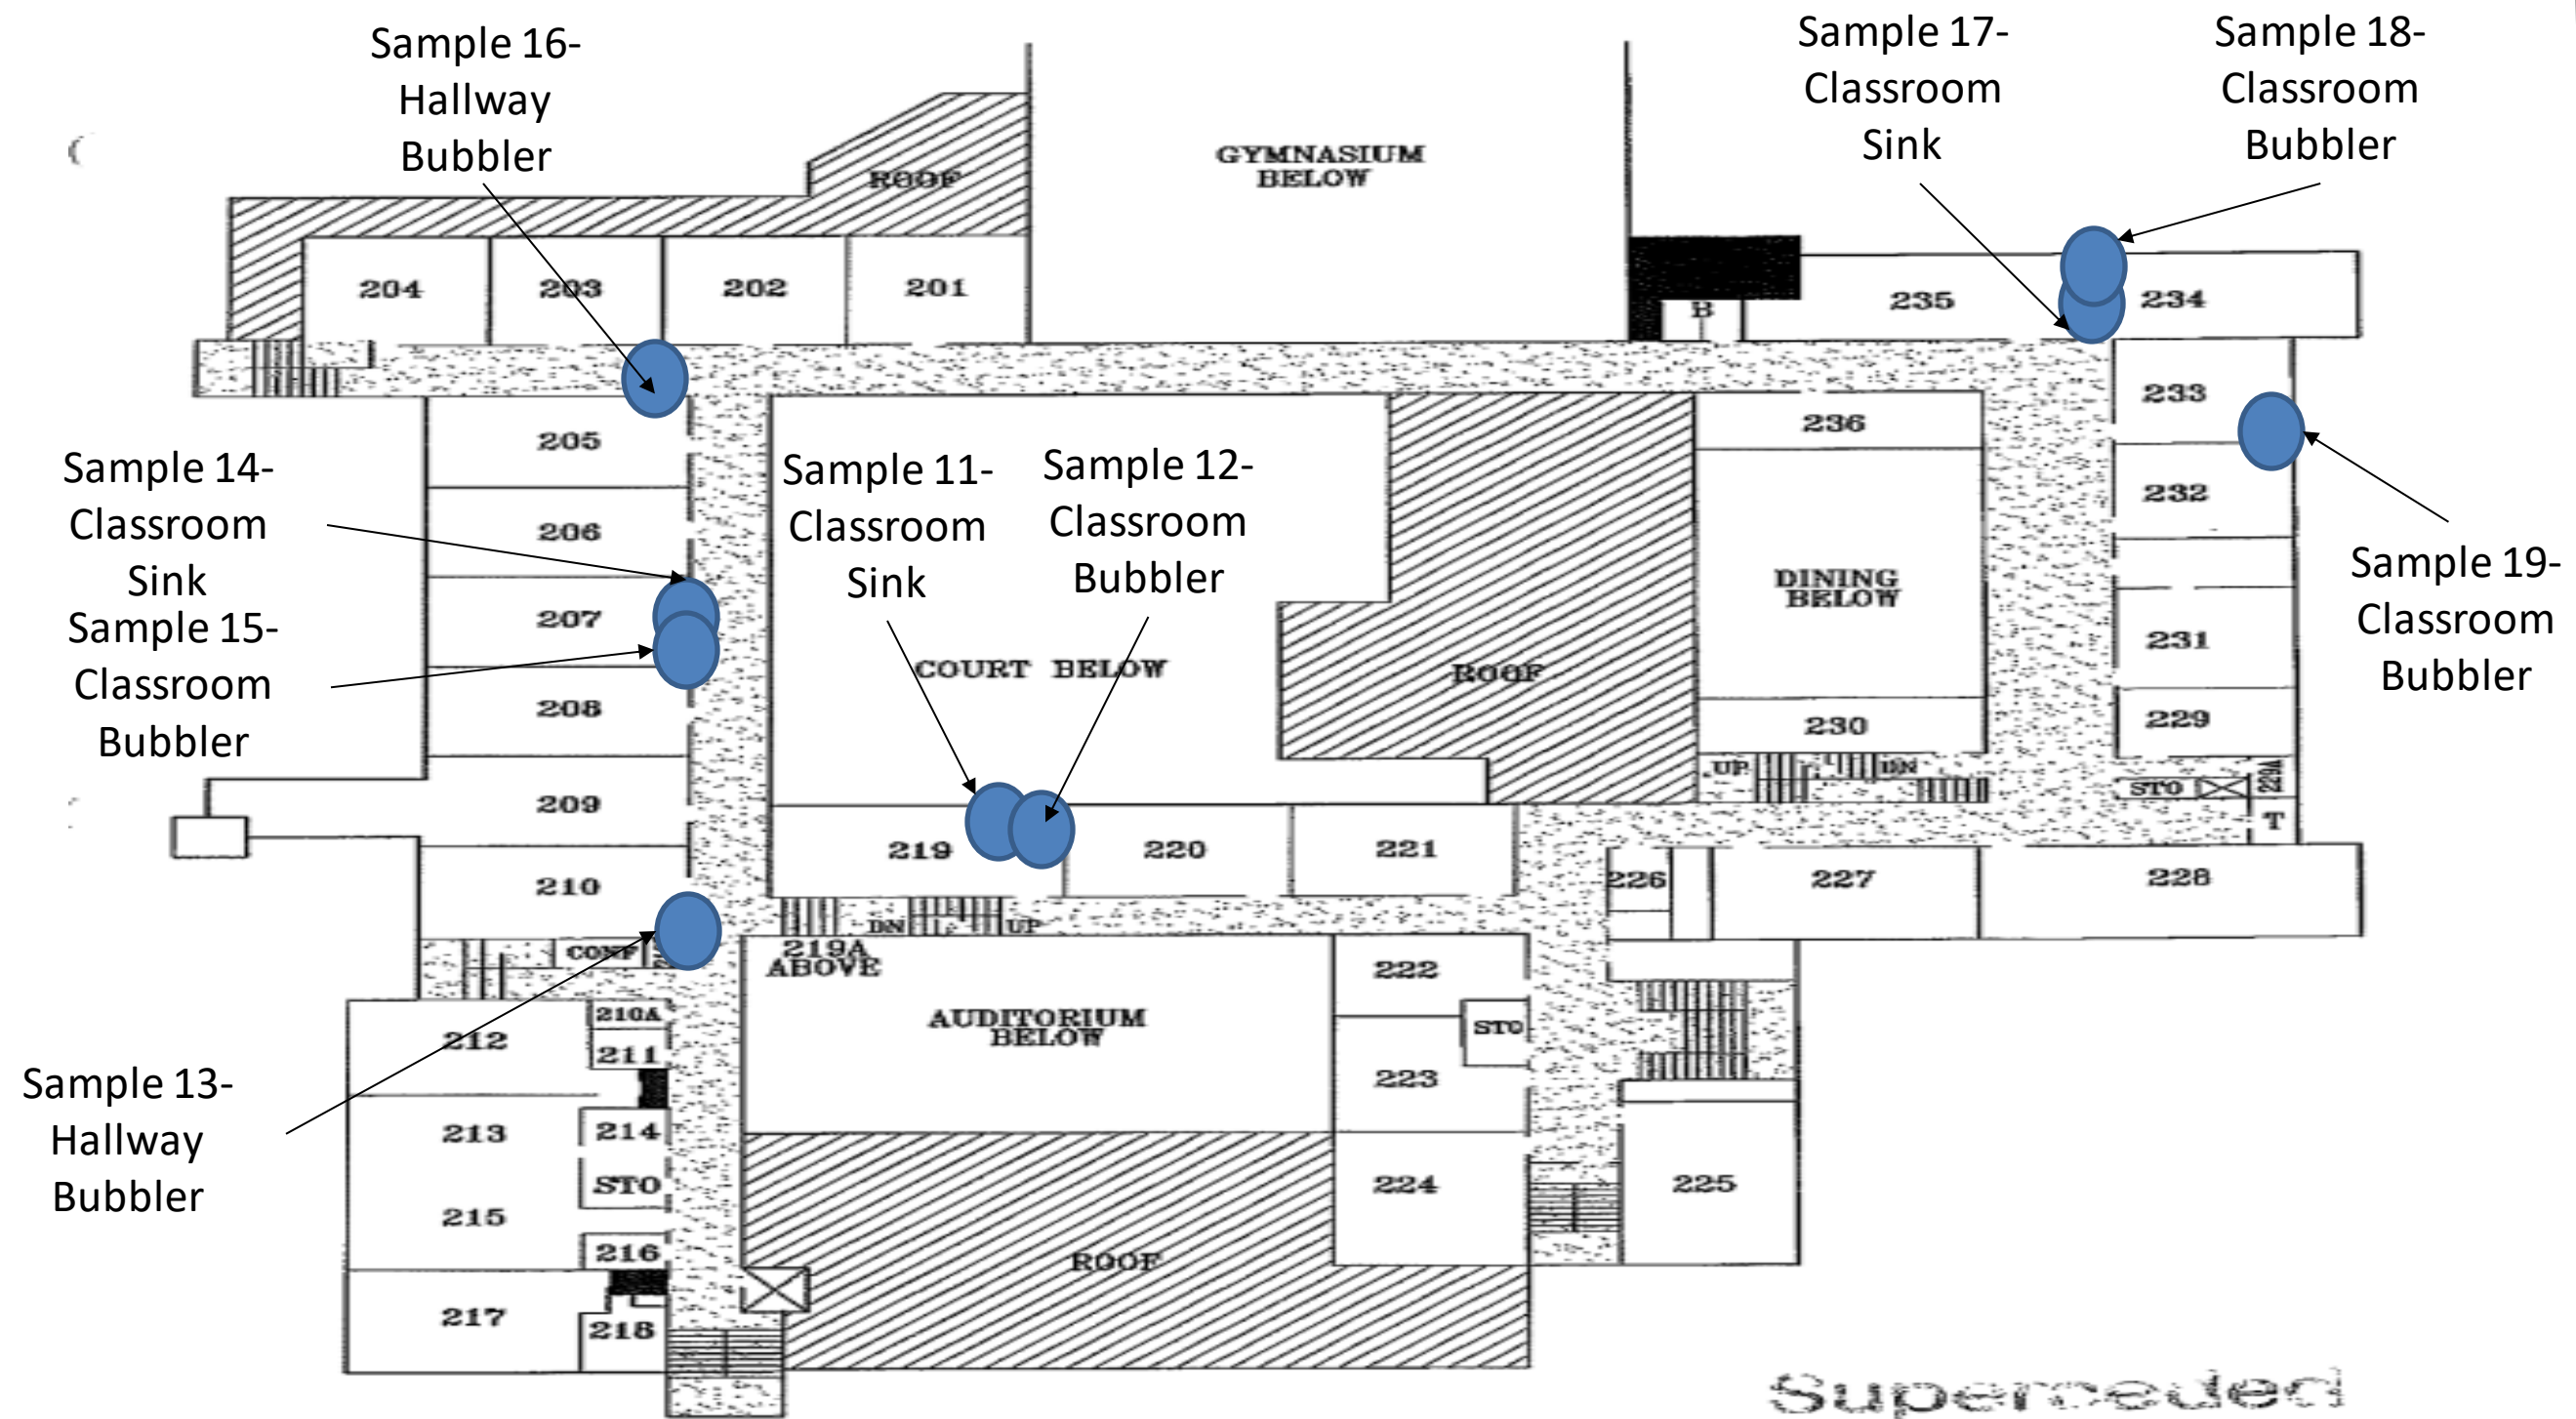 Sample 16-
Hallway
Bubbler
Sample 17-
Classroom
Sink
Sample 18-
Classroom
Bubbler
GYMNASIUM
BELOW
ROOF
204
203
202
201
B
235
234
233
236
205
232
Sample 14-
Classroom
Sink
206
Sample 11-
Classroom
Sink
Sample 12-
Classroom
Bubbler
Sample 19-
Classroom
Bubbler
DINING
BELOW
207
Sample 15-
Classroom
Bubbler
231
COURT BELOW
ROOF
208
229
230
UP
DN
STO
229A
T
209
219
220
221
210
226
227
228
DN
UP
CONF
219A
ABOVE
222
210A
212
211
AUDITORIUM
BELOW
STO
223
Sample 13-
Hallway
Bubbler
213
214
STO
224
225
215
216
ROOF
217
218
Superceded